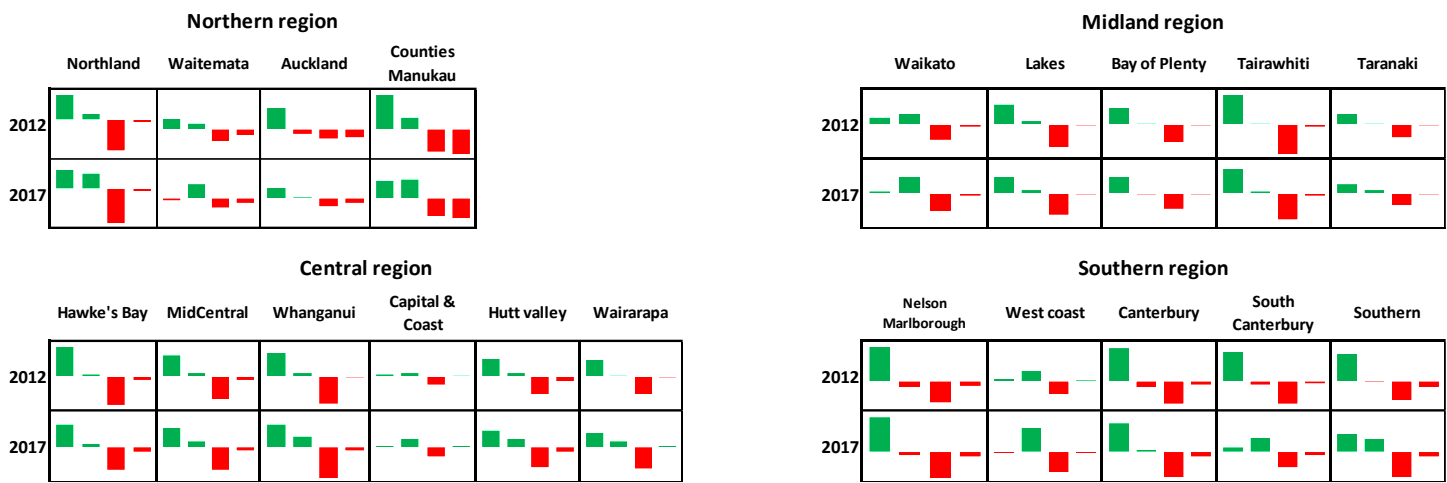 Northern region
Northland Waitemata Auckland Counties
Manukau
2012
2017
Midland region
Waikato Lakes Bay of Plenty Tairawhiti Taranaki
2012
2017
Central region
Hawke's Bay MidCentral Whanganui Capital &
Coast Hutt valley Wairarapa
2012
2017
Southern region
Nelson
Marlborough West coast Canterbury South
Canterbury Southern
2012
2017